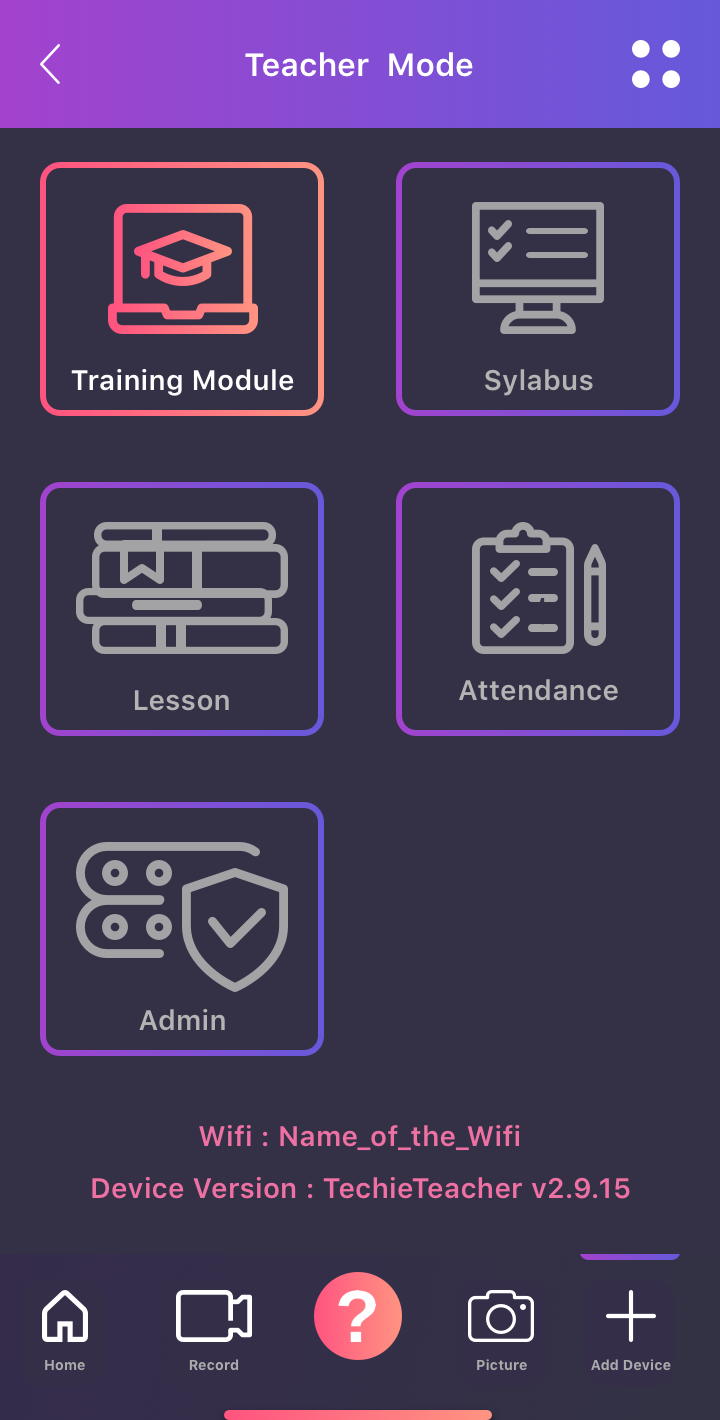 Teacher Mode
Training Module
Sylabus
Lesson
Attendance
Admin
Wifi : Name_of_the_Wifi
Device Version : TechieTeacher v2.9.15
?
Home
Record
Picture
Add Device